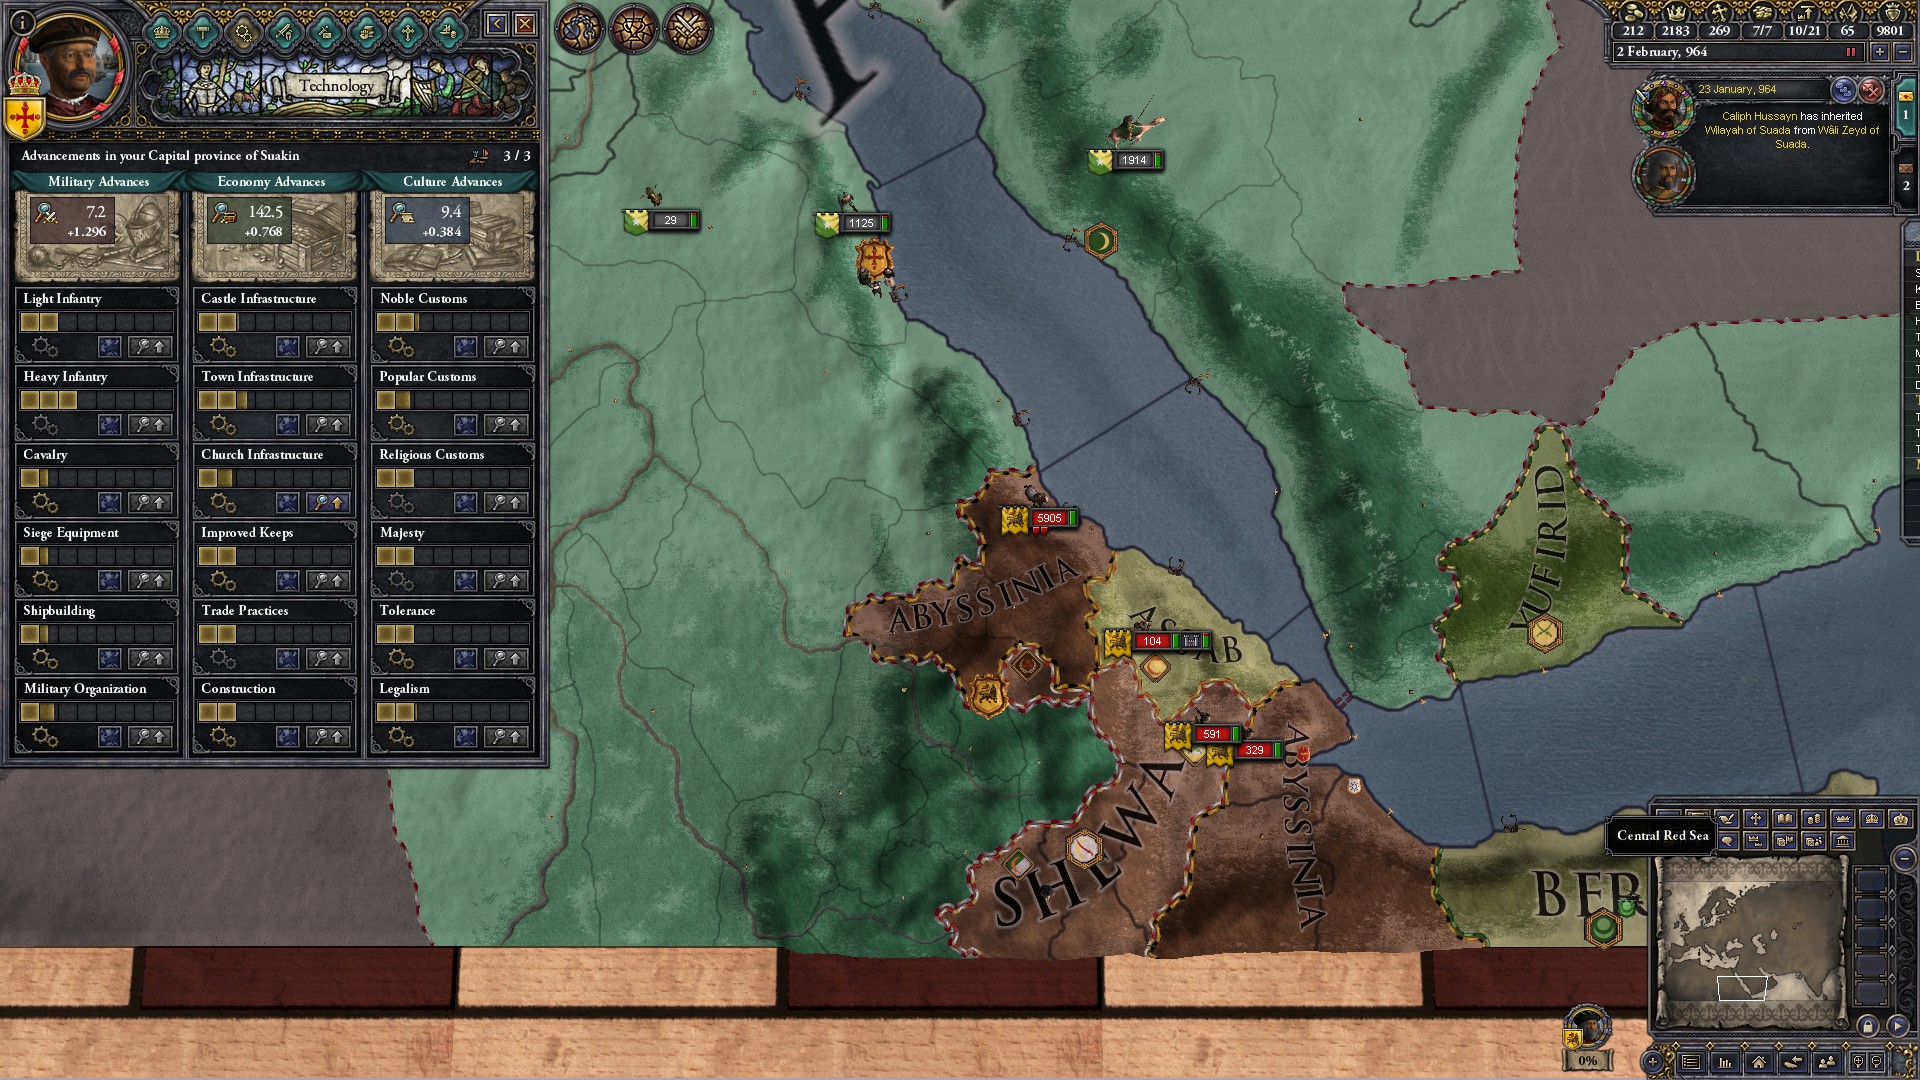 Technology
Advancements in your Capital province of Suakin
3 / 3
Military Advances
Economy Advances
Culture Advances
7.2
+1.296
142.5
+0.768
9.4
+0.384
Light Infantry
Castle Infrastructure
Noble Customs
Heavy Infantry
Town Infrastructure
Popular Customs
Cavalry
Church Infrastructure
Religious Customs
Siege Equipment
Improved Keeps
Majesty
Shipbuilding
Trade Practices
Tolerance
Military Organization
Construction
Legalism
212
2183
269
7/7
10/21
65
9801
2 February, 964
23 January, 964
Caliph Hussayn has inherited
Wilayah of Suada from Wâli Zeyd of
Suada.
1
2
1914
29
1125
5905
ABYSSINIA
104
591
329
SHEWA
ABYSSINIA
YUFIRID
BER
Central Red Sea
0%